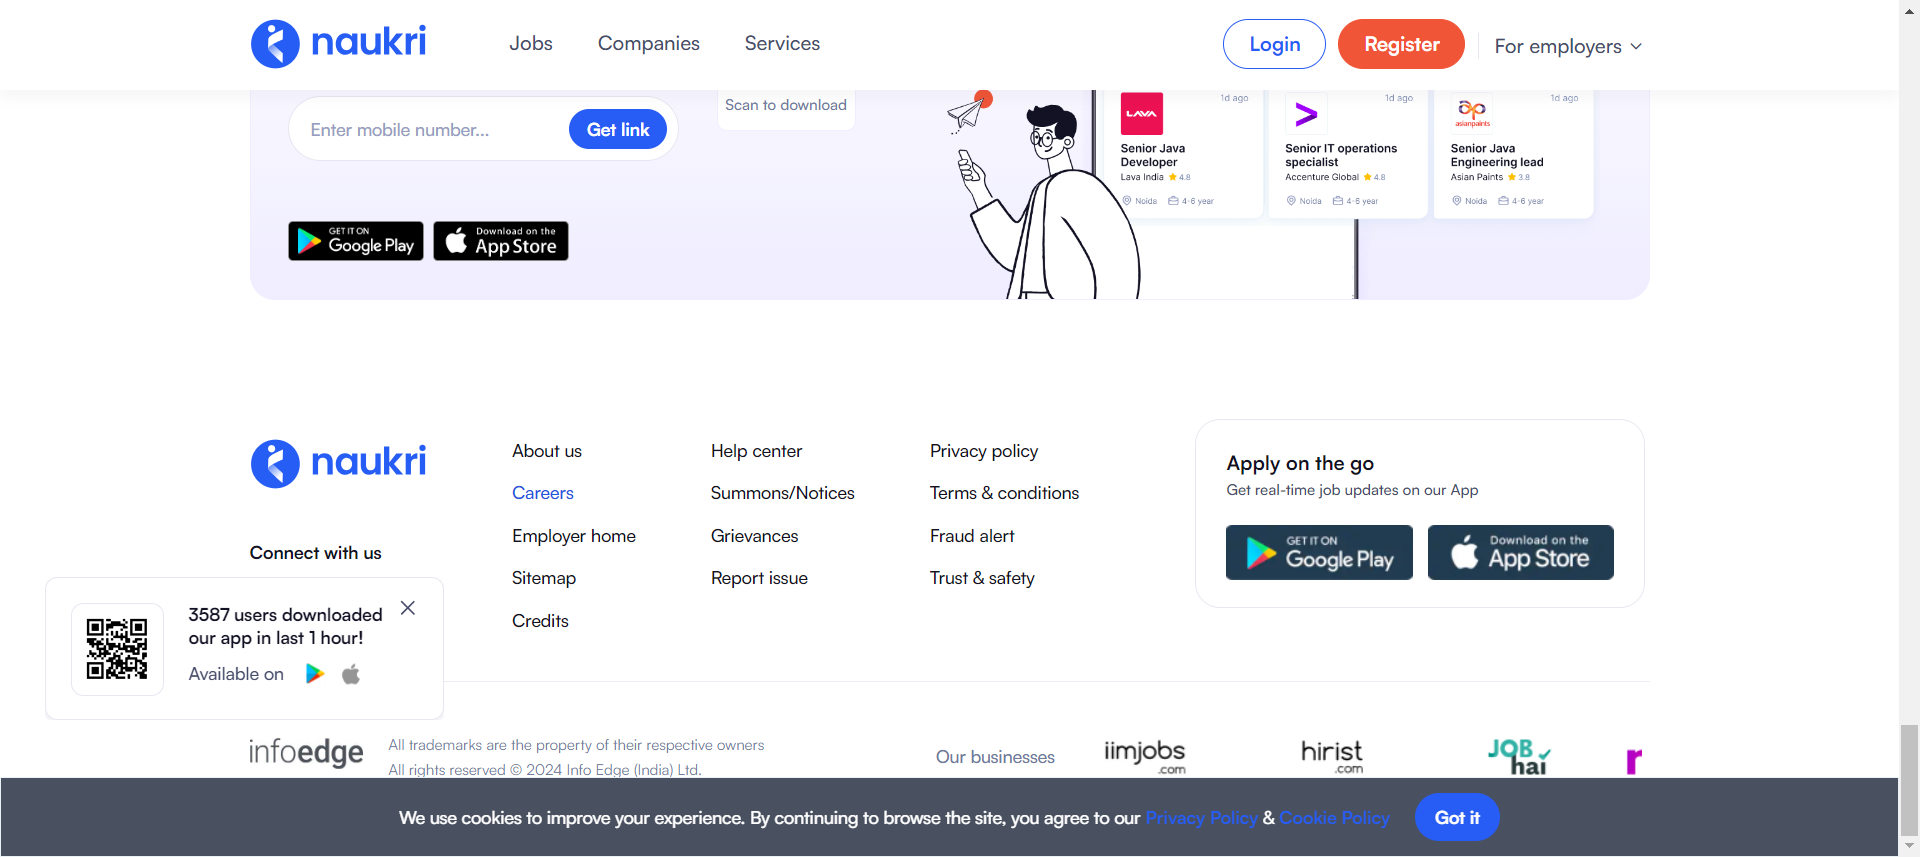 naukri
Jobs
Companies
Services
Login
Register
For employers
Enter mobile number...
Get link
Scan to download
GET IT ON
Google Play
Download on the
App Store
LAVA
1d ago
Senior Java
Developer
Lava India 4.8
Noida 4-6 year
1d ago
Senior IT operations
specialist
Accenture Global 4.8
Noida 4-6 year
asianpaints
1d ago
Senior Java
Engineering lead
Asian Paints 3.8
Noida 4-6 year
naukri
Connect with us
About us
Careers
Employer home
Sitemap
Credits
Help center
Summons/Notices
Grievances
Report issue
Privacy policy
Terms & conditions
Fraud alert
Trust & safety
Apply on the go
Get real-time job updates on our App
GET IT ON
Google Play
Download on the
App Store
3587 users downloaded
our app in last 1 hour!
Available on
infoedge
All trademarks are the property of their respective owners
All rights reserved © 2024 Info Edge (India) Ltd.
Our businesses
iimjobs
.com
hirist
.com
JOB
hai
We use cookies to improve your experience. By continuing to browse the site, you agree to our Privacy Policy & Cookie Policy
Got it